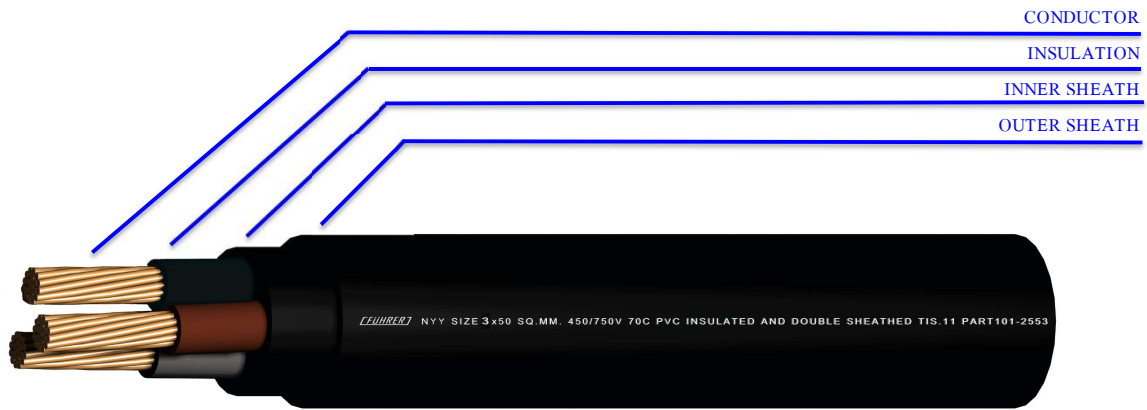 CONDUCTOR
INSULATION
INNER SHEATH
OUTER SHEATH
FÜHRER NYY SIZE 3x50 SQ.MM. 450/750V 70C PVC INSULATED AND DOUBLE SHEATHED TIS.11 PART101-2553